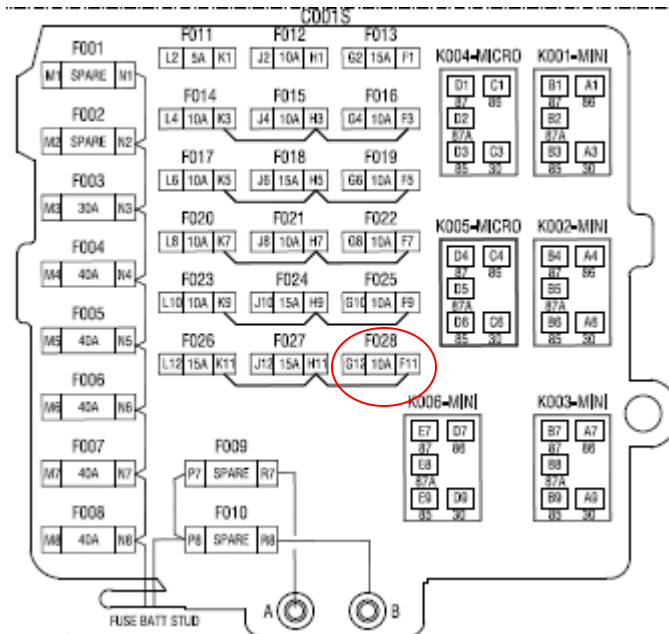 C001S
F001
M1 SPARE N1
F002
M2 SPARE N2
F003
M3 30A N3
F004
M4 40A N4
F005
M5 40A N5
F006
M6 40A N6
F007
M7 40A N7
F008
M8 40A N8
F011 F012 F013
L2 5A K1 J2 10A H1 G2 15A F1
F014 F015 F016
L4 10A K3 J4 10A H3 G4 10A F3
F017 F018 F019
L6 10A K5 J6 15A H5 G6 10A F5
F020 F021 F022
L8 10A K7 J8 10A H7 G8 10A F7
F023 F024 F025
L10 10A K9 J10 15A H9 G10 10A F9
F026 F027 F028
L12 15A K11 J12 15A H11 G12 10A F11
F009
P7 SPARE R7
F010
P8 SPARE R8
K004-MICRO
D1 C1
87 86
D2
87A
D3 C3
85 30
K001-MINI
B1 A1
87 86
B2
87A
B3 A3
85 30
K005-MICRO
D4 C4
87 86
D5
87A
D6 C6
85 30
K002-MINI
B4 A4
87 86
B5
87A
B6 A6
85 30
K006-MINI
E7 D7
87 86
E8
87A
E9 D9
85 30
K003-MINI
B7 A7
87 86
B8
87A
B9 A9
85 30
FUSE BATT STUD
A B